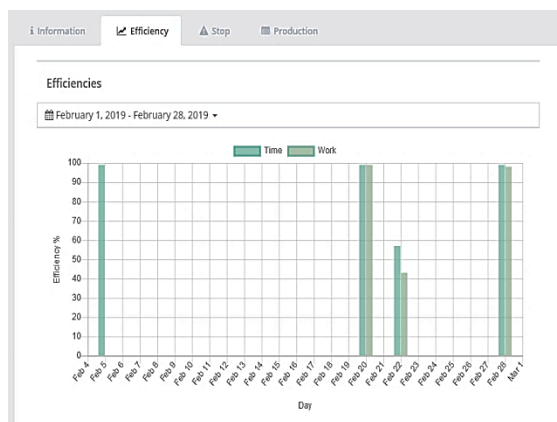 Information Efficiency Stop Production
Efficiencies
February 1, 2019 - February 28, 2019
Time Work
100
90
80
70
60
50
40
30
20
10
0
Efficiency %
Feb 4 Feb 5 Feb 6 Feb 7 Feb 8 Feb 9 Feb 10 Feb 11 Feb 12 Feb 13 Feb 14 Feb 15 Feb 16 Feb 17 Feb 18 Feb 19 Feb 20 Feb 21 Feb 22 Feb 23 Feb 24 Feb 25 Feb 26 Feb 27 Feb 28 Mar 1
Day